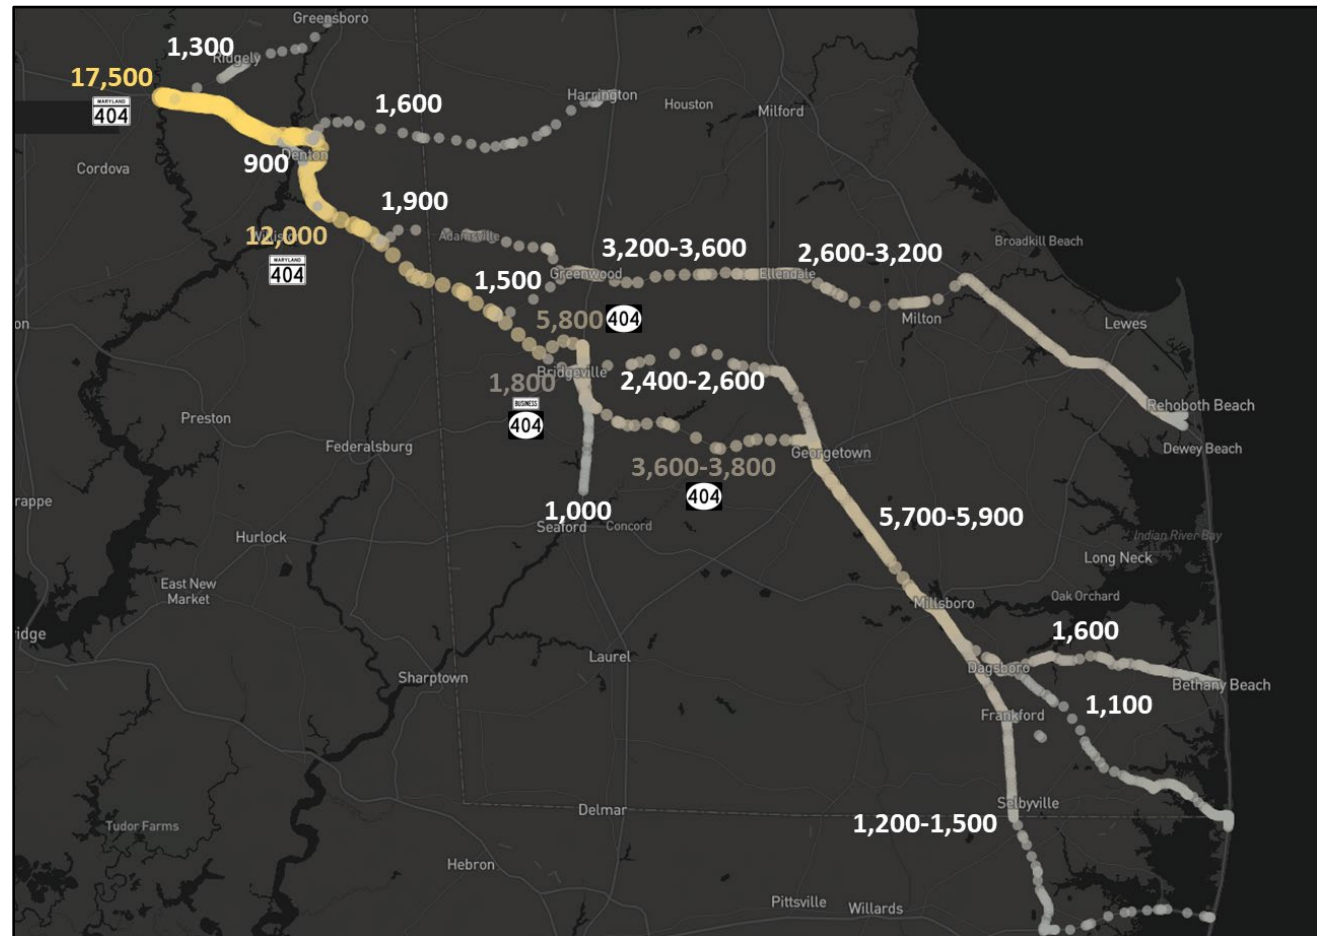 Greensboro
1,300
Ridgely
17,500
MARYLAND
404
1,600
Harrington
Houston
Milford
Cordova
900
Denton
1,900
12,000
MARYLAND
404
Adamsville
3,200-3,600
2,600-3,200
Broadkill Beach
1,500
Greenwood
Ellendale
5,800
404
Milton
Lewes
on
1,800
Bridgeville
2,400-2,600
BUSINESS
404
Preston
Federalsburg
Rehoboth Beach
Dewey Beach
Georgetown
3,600-3,800
404
rappe
1,000
Seaford
Concord
5,700-5,900
Indian River Bay
Hurlock
Long Neck
East New
Market
Millsboro
Oak Orchard
ridge
1,600
Laurel
Dagsboro
Sharptown
Bethany Beach
Frankford
1,100
Delmar
Selbyville
Tudor Farms
1,200-1,500
Hebron
Pittsville
Willards